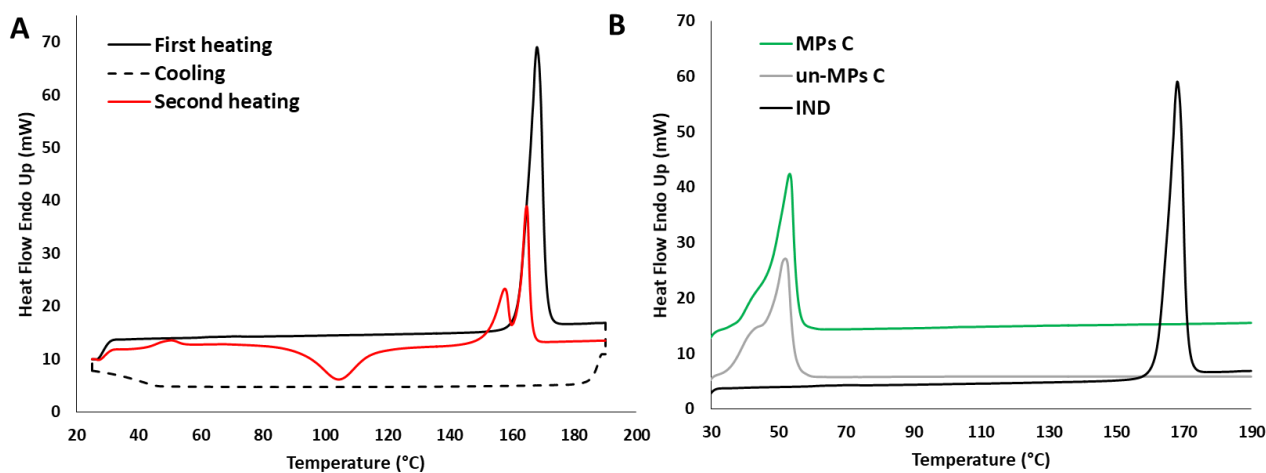 A
First heating
Cooling
Second heating
Heat Flow Endo Up (mW)
70
60
50
40
30
20
10
0
20 40 60 80 100 120 140 160 180 200
Temperature (°C)
B
MPs C
un-MPs C
IND
Heat Flow Endo Up (mW)
70
60
50
40
30
20
10
0
30 50 70 90 110 130 150 170 190
Temperature (°C)